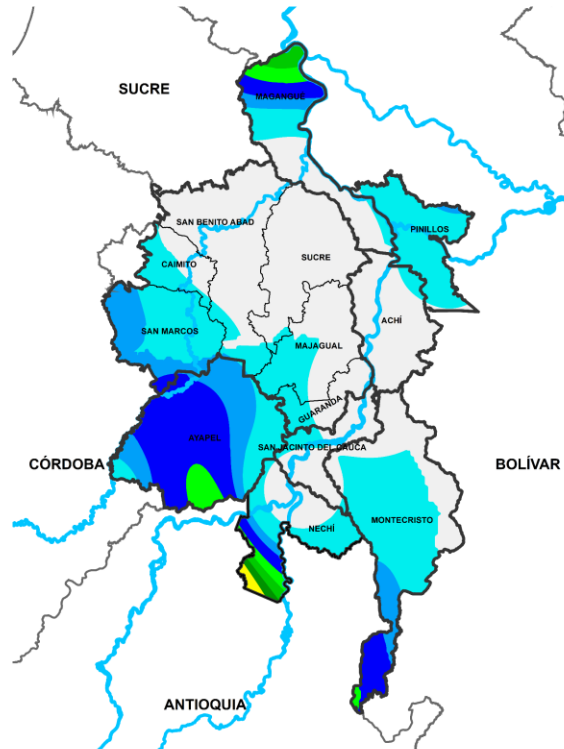 SUCRE
MAGANGUÉ
SAN BENITO ABAD
PINILLOS
SUCRE
CAIMITO
ACHÍ
SAN MARCOS
MAJAGUAL
GUARANDA
AYAPEL
SAN JACINTO DEL CAUCA
CÓRDOBA
BOLÍVAR
MONTECRISTO
NECHÍ
ANTIOQUIA